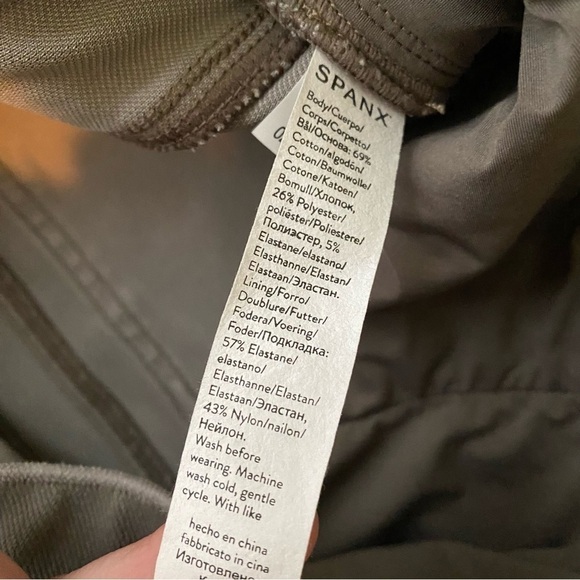 SPANX
Body/Cuerpo/
Corps/Corpetto/
Bål/Основа: 69%
Cotton/algodón/
Coton/Baumwolle/
Cotone/Katoen/
Bomull/Хлопок,
26% Polyester/
poliéster/Poliestere/
Полиэстер, 5%
Elastane/elastano/
Elasthanne/Elastan/
Elastaan/Эластан.
Lining/Forro/
Doublure/Futter/
Fodera/Voering/
Foder/Подкладка:
57% Elastane/
elastano/
Elasthanne/Elastan/
Elastaan/Эластан,
43% Nylon/nailon/
Нейлон.
Wash before
wearing. Machine
wash cold, gentle
cycle. With like
hecho en china
fabbricato in cina
Изготовлено